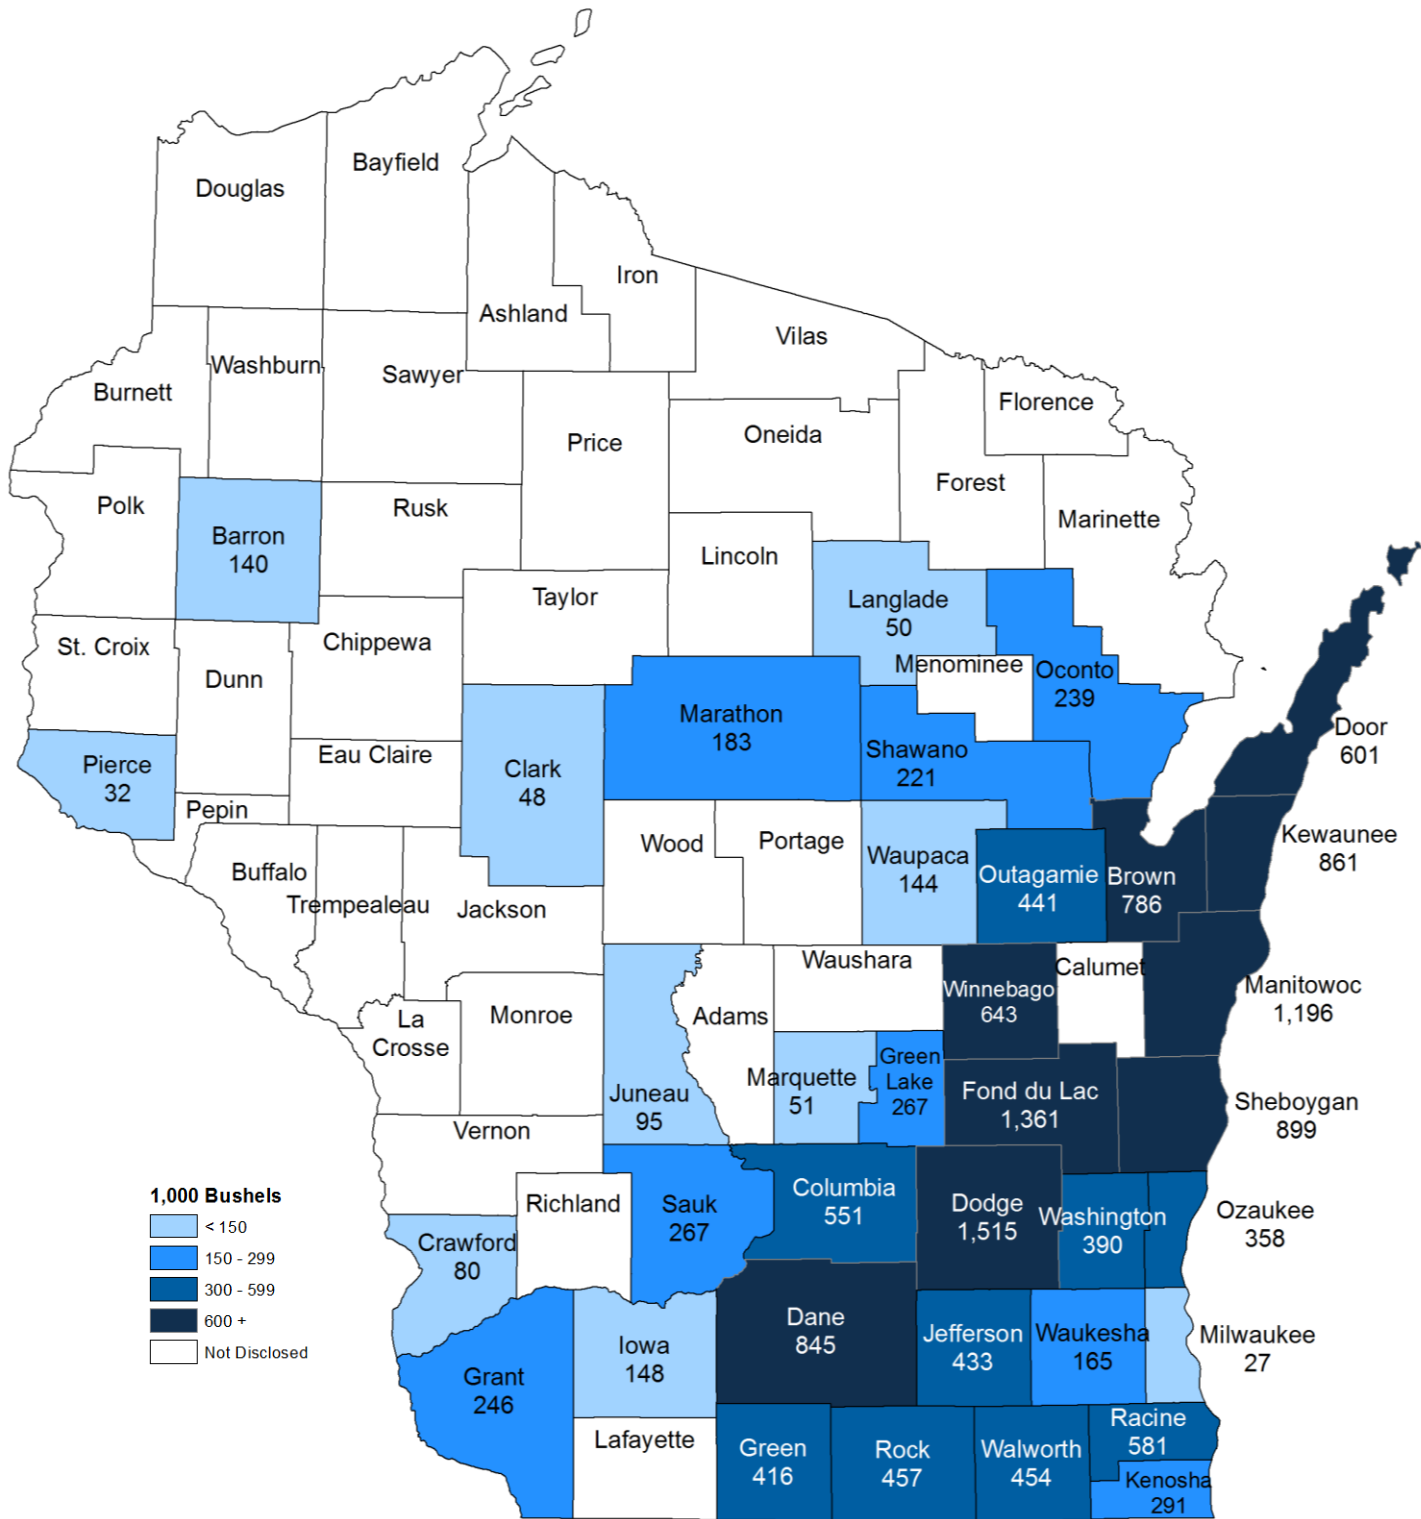 Bayfield
Douglas
Iron
Ashland
Vilas
Washburn
Sawyer
Burnett
Florence
Price
Oneida
Forest
Polk
Rusk
Marinette
Barron
140
Lincoln
Taylor
Langlade
50
St. Croix
Chippewa
Menominee
Oconto
239
Dunn
Marathon
183
Door
601
Shawano
221
Pierce
32
Eau Claire
Clark
48
Pepin
Wood
Portage
Kewaunee
861
Waupaca
144
Outagamie
441
Brown
786
Buffalo
Trempealeau
Jackson
Waushara
Calumet
Winnebago
643
Manitowoc
1,196
La
Crosse
Monroe
Adams
Green
Lake
267
Marquette
51
Juneau
95
Fond du Lac
1,361
Sheboygan
899
Vernon
1,000 Bushels
< 150
150 - 299
300 - 599
600 +
Not Disclosed
Richland
Sauk
267
Columbia
551
Dodge
1,515
Washington
390
Ozaukee
358
Crawford
80
Dane
845
Jefferson
433
Waukesha
165
Milwaukee
27
Iowa
148
Grant
246
Lafayette
Green
416
Rock
457
Walworth
454
Racine
581
Kenosha
291